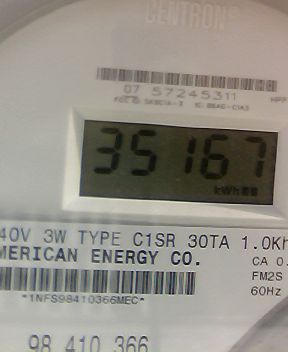 CENTRON®
07 57245311
35167
kWh
40V 3W TYPE C1SR 30TA 1.0Kh
MERICAN ENERGY CO.
CA 0.
FM2S
60Hz
*1NFS98410366MEC*
98 410 366